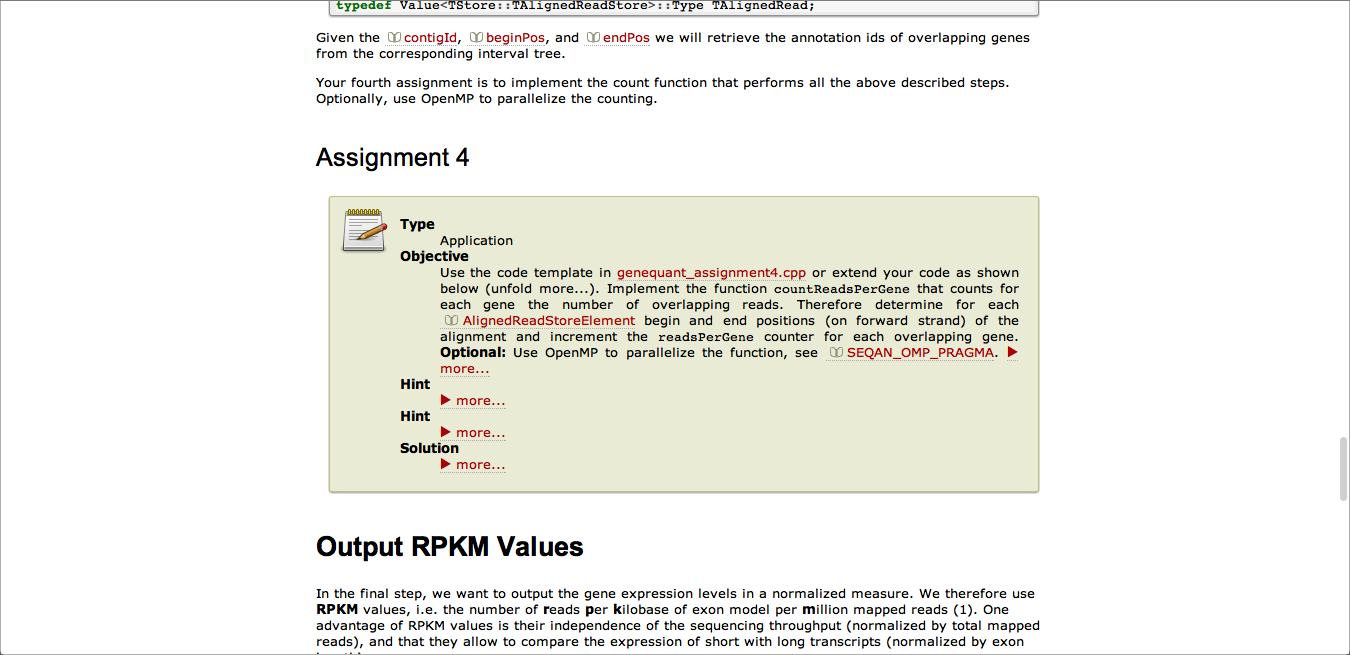 typedef Value<TStore::TAlignedReadStore>::Type TAlignedRead;
Given the contigId, beginPos, and endPos we will retrieve the annotation ids of overlapping genes
from the corresponding interval tree.
Your fourth assignment is to implement the count function that performs all the above described steps.
Optionally, use OpenMP to parallelize the counting.
Assignment 4
Type
Application
Objective
Use the code template in genequant_assignment4.cpp or extend your code as shown
below (unfold more...). Implement the function countReadsPerGene that counts for
each gene the number of overlapping reads. Therefore determine for each
AlignedReadStoreElement begin and end positions (on forward strand) of the
alignment and increment the readsPerGene counter for each overlapping gene.
Optional: Use OpenMP to parallelize the function, see SEQAN_OMP_PRAGMA. ▶
more...
Hint
▶ more...
Hint
▶ more...
Solution
▶ more...
Output RPKM Values
In the final step, we want to output the gene expression levels in a normalized measure. We therefore use
RPKM values, i.e. the number of reads per kilobase of exon model per million mapped reads (1). One
advantage of RPKM values is their independence of the sequencing throughput (normalized by total mapped
reads), and that they allow to compare the expression of short with long transcripts (normalized by exon